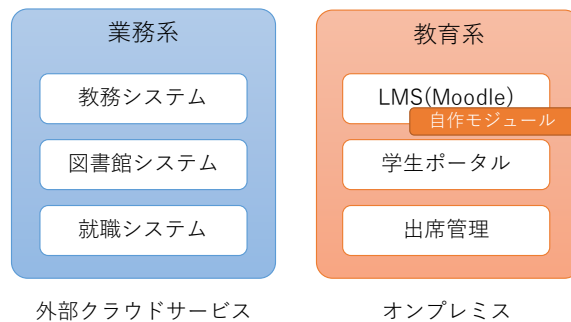 業務系
教務システム
図書館システム
就職システム
外部クラウドサービス
教育系
LMS(Moodle)
自作モジュール
学生ポータル
出席管理
オンプレミス